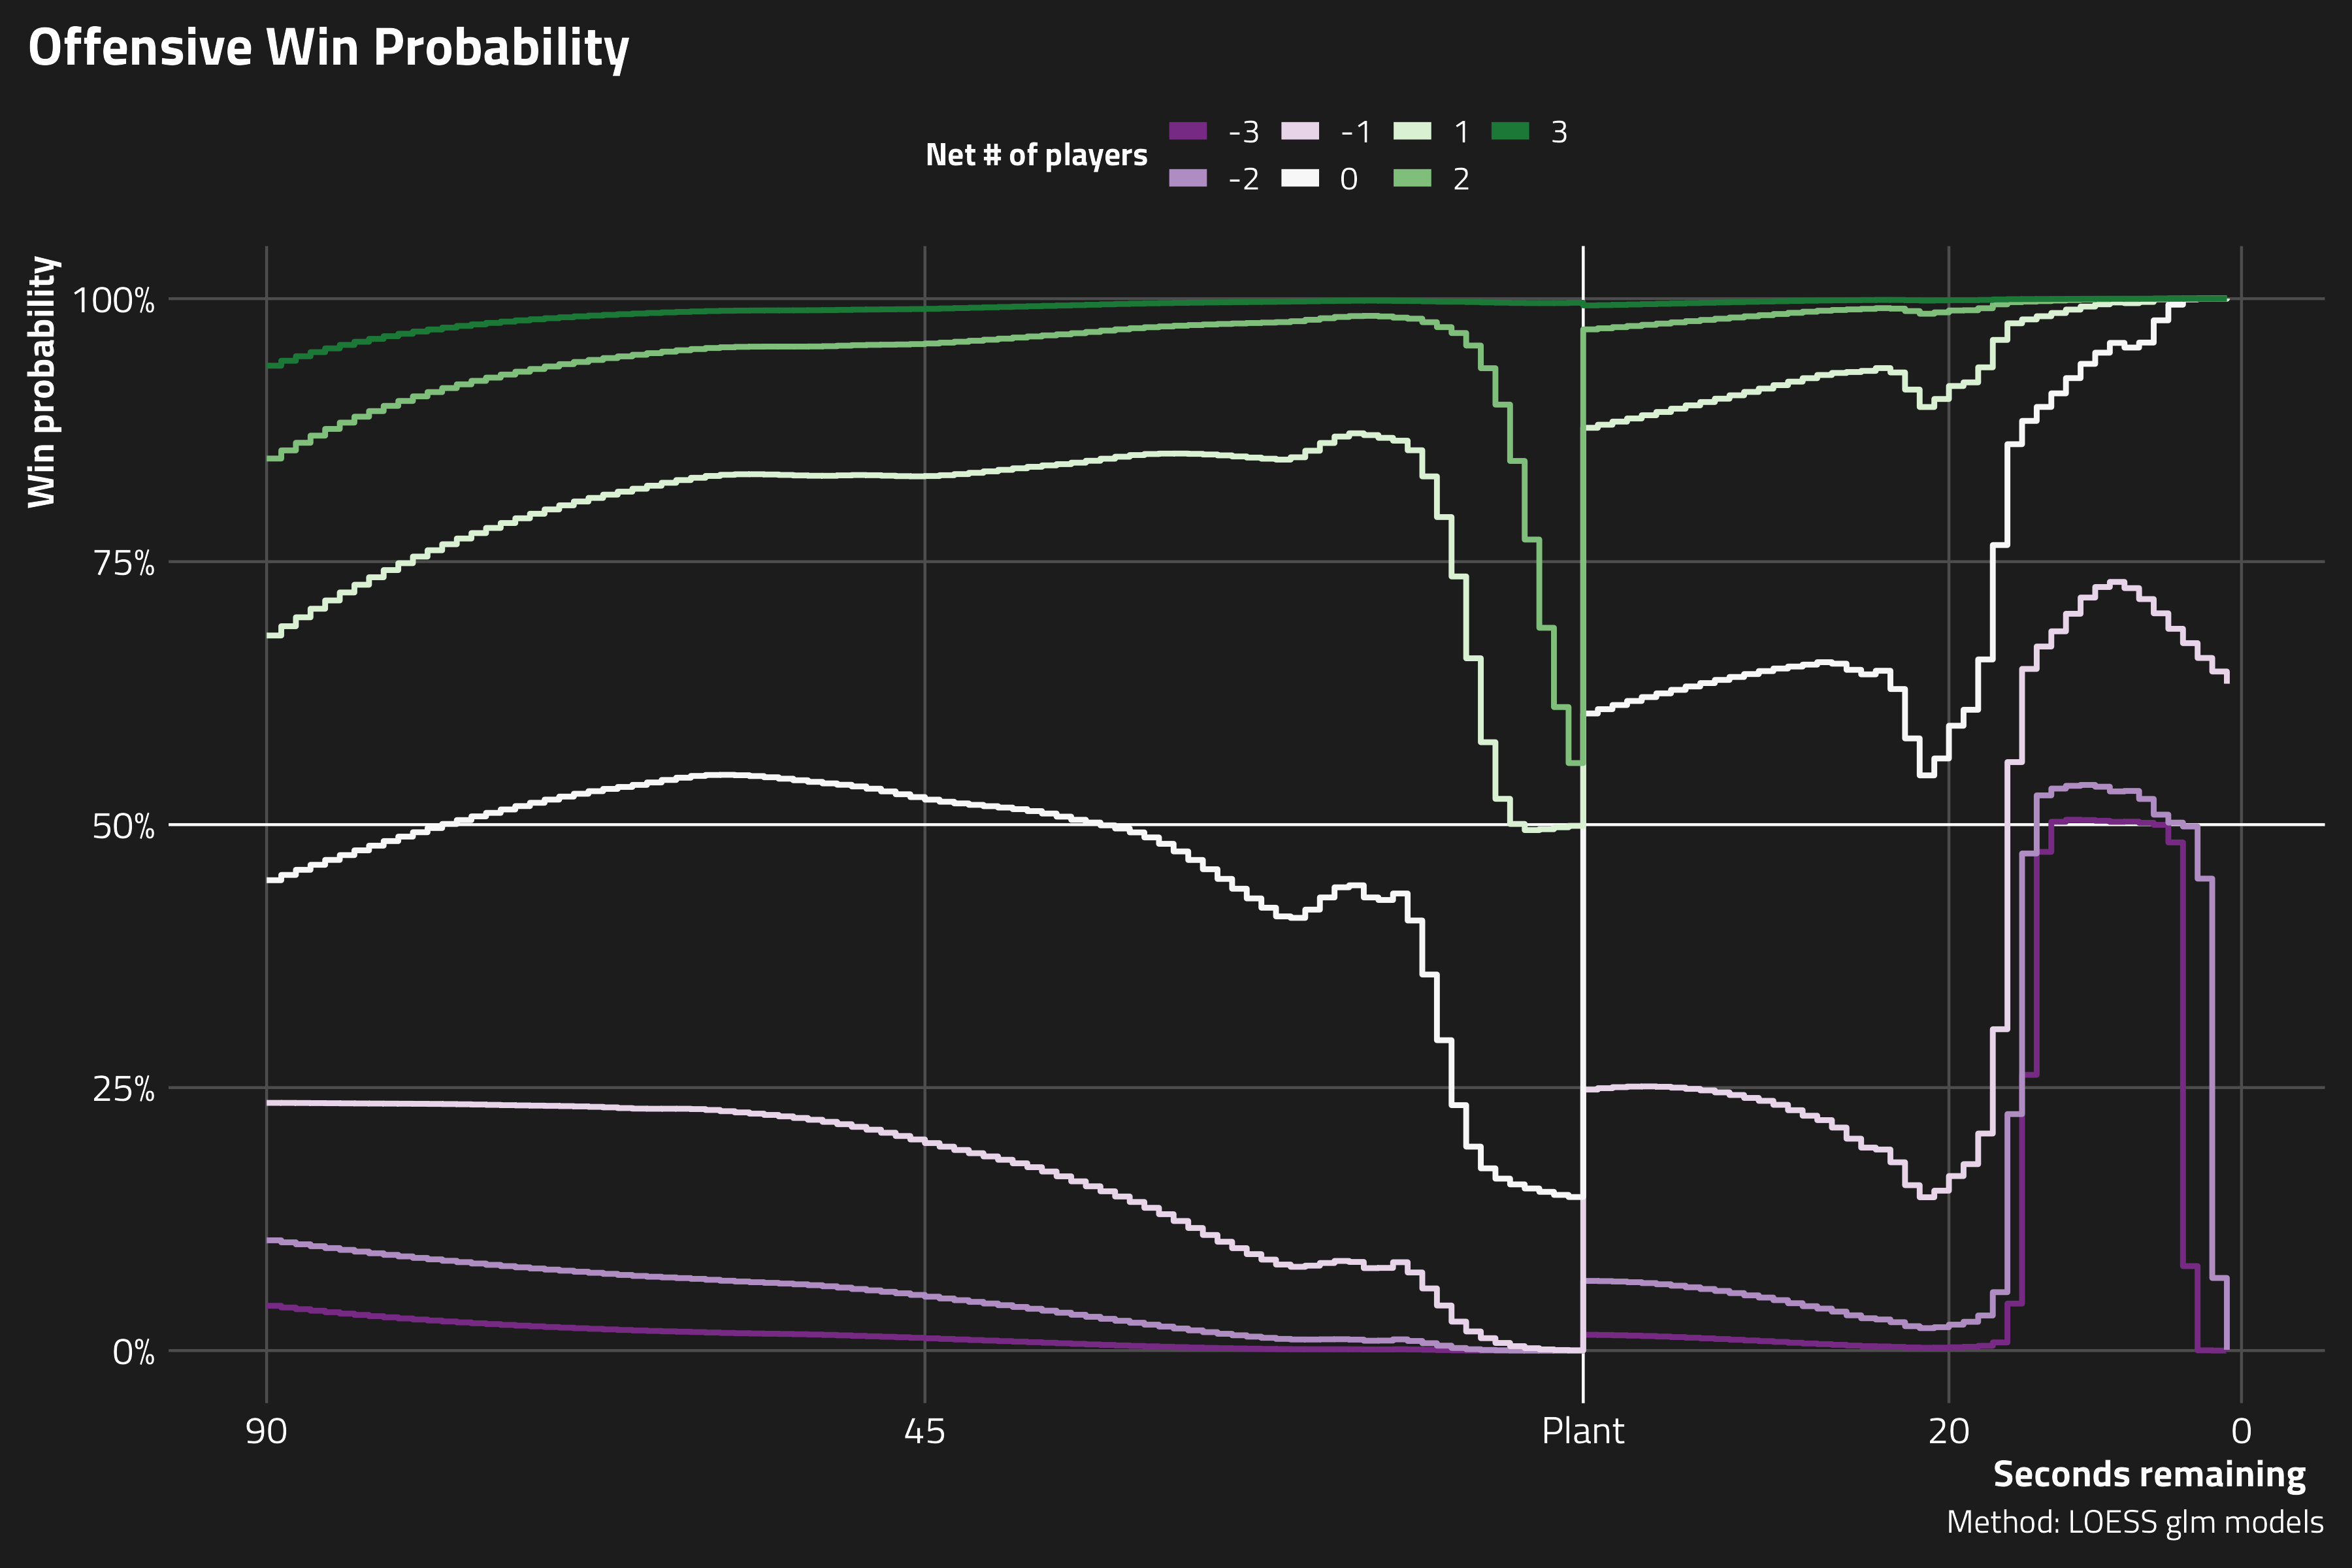 Offensive Win Probability
Net # of players
-3 -1 1 3
-2 0 2
Win probability
100%
75%
50%
25%
0%
90 45 Plant 20 0
Seconds remaining
Method: LOESS glm models